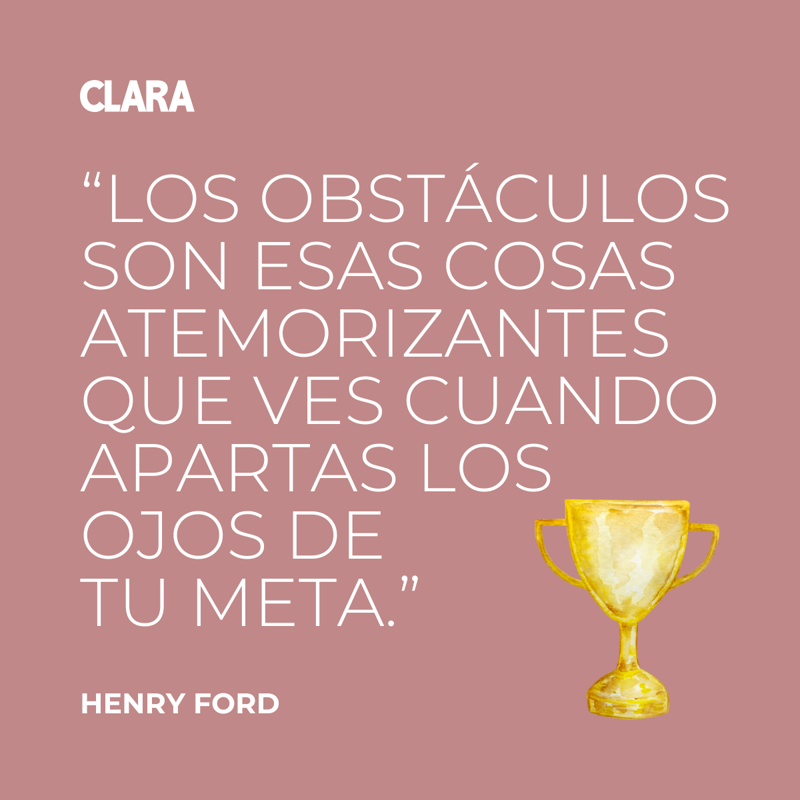 CLARA
“LOS OBSTÁCULOS
SON ESAS COSAS
ATEMORIZANTES
QUE VES CUANDO
APARTAS LOS
OJOS DE
TU META.”
HENRY FORD